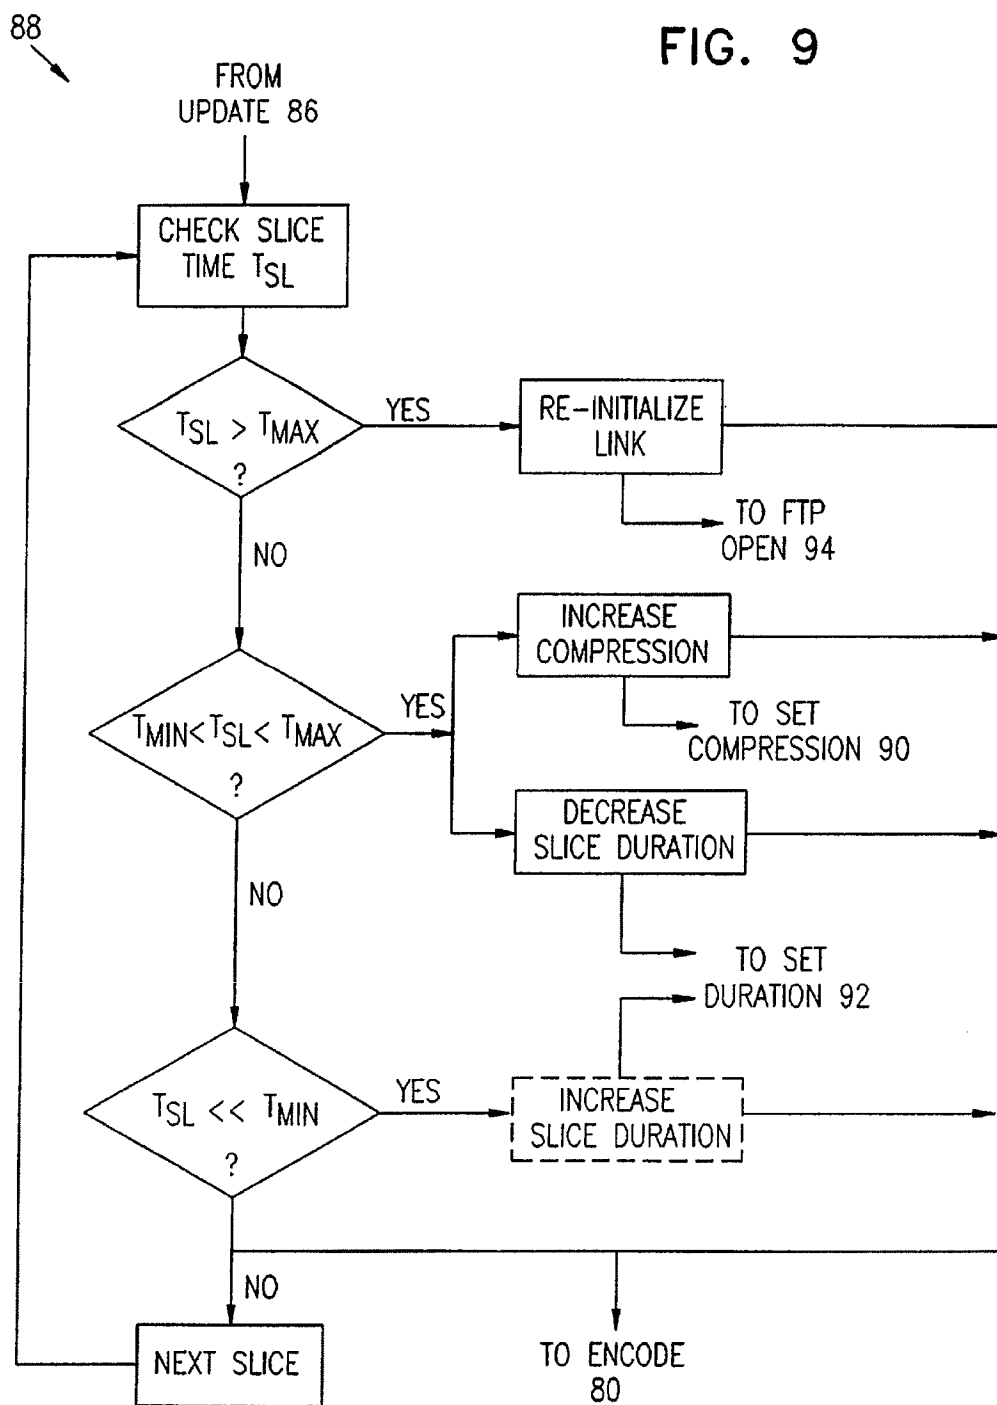 88
FIG. 9
FROM
UPDATE 86
CHECK SLICE
TIME TSL
TSL > TMAX
?
YES
RE-INITIALIZE
LINK
TO FTP
OPEN 94
NO
INCREASE
COMPRESSION
TO SET
COMPRESSION 90
TMIN<TSL< TMAX
?
YES
DECREASE
SLICE DURATION
NO
TO SET
DURATION 92
TSL << TMIN
?
YES
INCREASE
SLICE DURATION
NO
NEXT SLICE
TO ENCODE
80